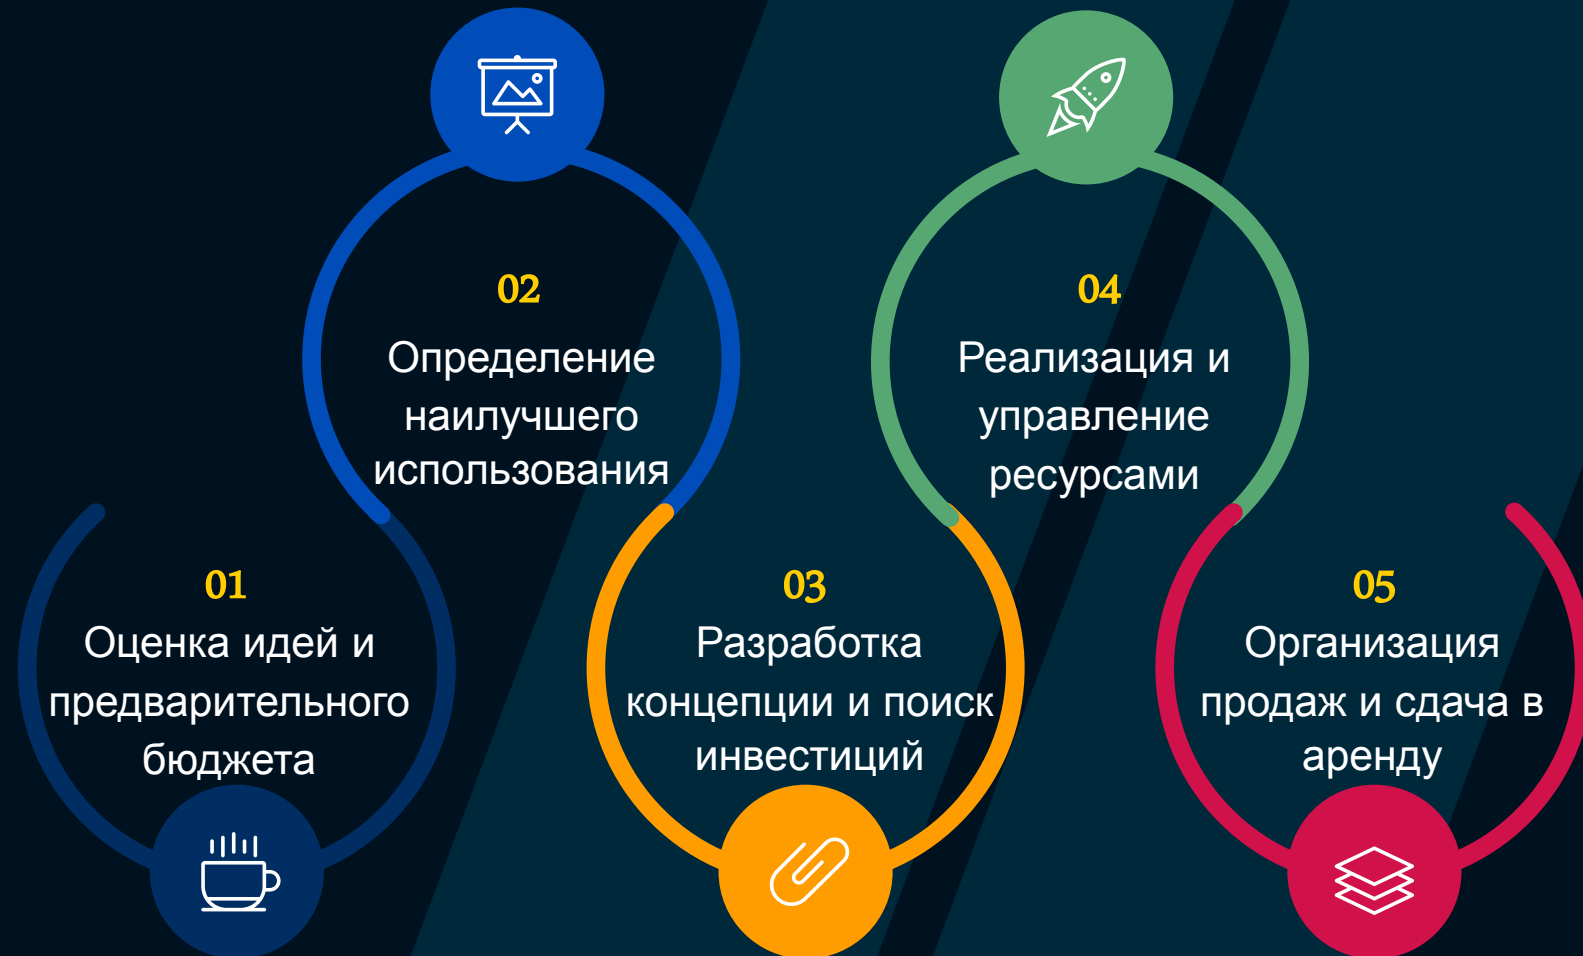 01
Оценка идей и
предварительного
бюджета
02
Определение
наилучшего
использования
03
Разработка
концепции и поиск
инвестиций
04
Реализация и
управление
ресурсами
05
Организация
продаж и сдача в
аренду